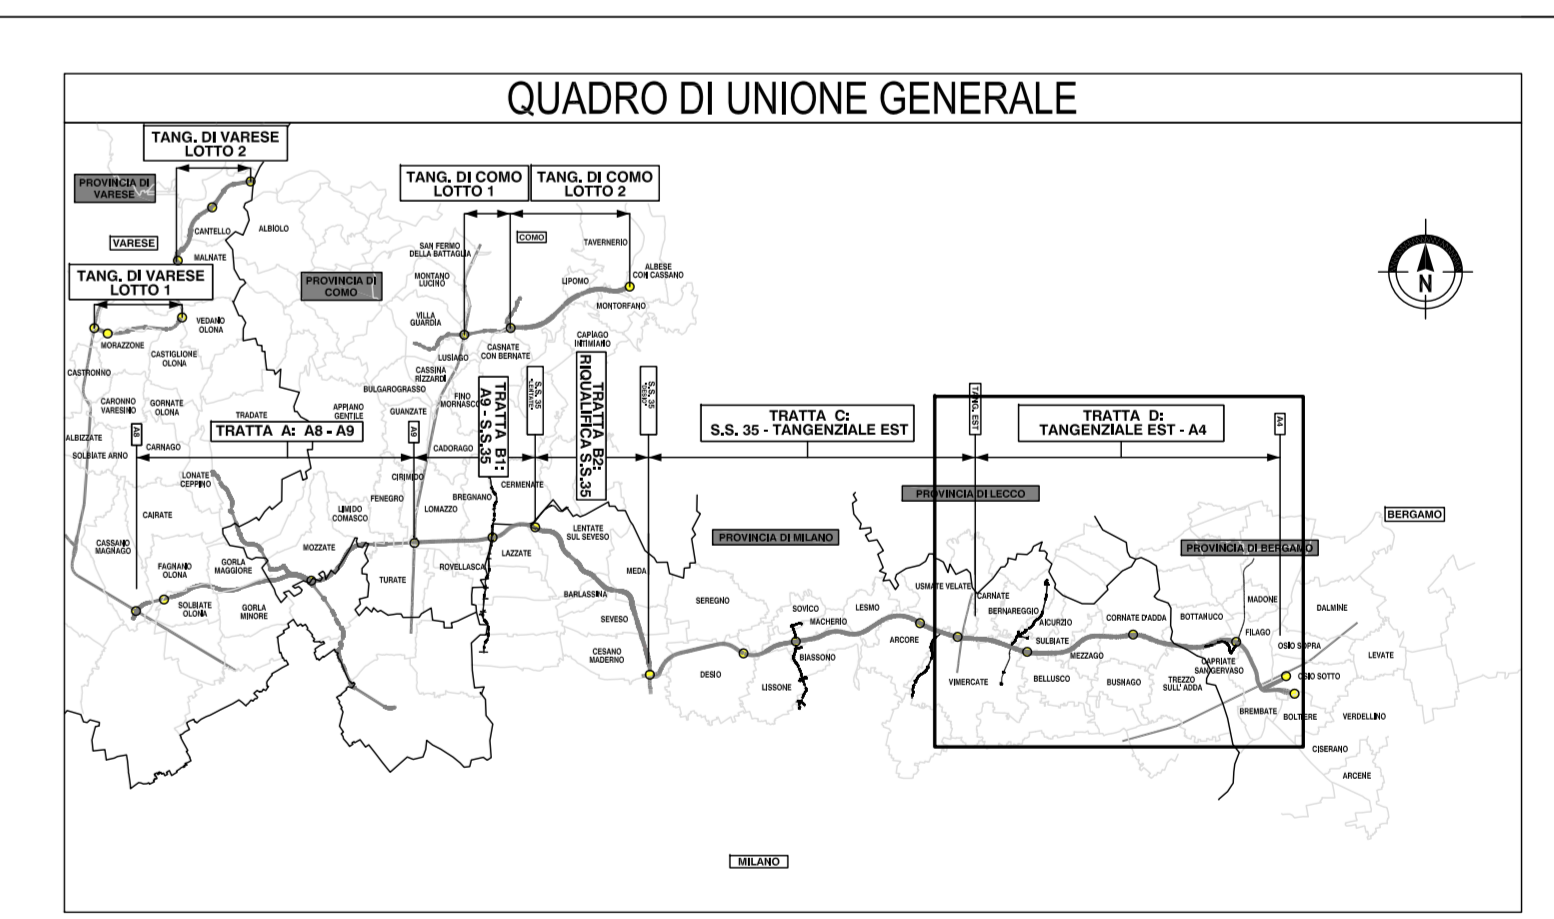 QUADRO DI UNIONE GENERALE
TANG. DI VARESE
LOTTO 2
PROVINCIA DI
VARESE
VARESE
CANTELLO
ALBIOLO
MALNATE
TANG. DI VARESE
LOTTO 1
VEDANO
OLONA
MORAZZONE
CASTIGLIONE
OLONA
CASTRONNO
CARONNO
VARESINO
GORNATE
OLONA
ALBIZZATE
SOLBIATE ARNO
CARNAGO
A8
TRADATE
TRATTA A: A8 - A9
PROVINCIA DI
COMO
TANG. DI COMO
LOTTO 1
TANG. DI COMO
LOTTO 2
SAN FERMO
DELLA BATTAGLIA
COMO
TAVERNERIO
MONTANO
LUCINO
LIPOMO
ALBESE
CON CASSANO
MONTORFANO
VILLA
GUARDIA
LUSIAGO
CASNATE
CON BERNATE
CAPIAGO
INTIMIANO
CASSINA
RIZZARDI
BULGAROGRASSO
FINO
MORNASCO
APPIANO
GENTILE
GUANZATE
A9
CADORAGO
TRATTA B1:
A9 - S.S.35
S.S. 35
"LENTATE"
TRATTA B2:
RIQUALIFICA S.S.35
S.S. 35
"DESIO"
TRATTA C:
S.S. 35 - TANGENZIALE EST
TANG. EST
TRATTA D:
TANGENZIALE EST - A4
A4
N
LONATE
CEPPINO
CIRIMIDO
FENEGRO
LOMAZZO
BREGNANO
CERMENATE
LIMIDO
COMASCO
CAIRATE
CASSANO
MAGNAGO
MOZZATE
FAGNANO
OLONA
GORLA
MAGGIORE
TURATE
ROVELLASCA
LAZZATE
LENTATE
SUL SEVESO
SOLBIATE
OLONA
GORLA
MINORE
MEDA
BARLASSINA
SEVESO
CESANO
MADERNO
PROVINCIA DI MILANO
SEREGNO
DESIO
SOVICO
MACHERIO
LESMO
BIASSONO
LISSONE
ARCORE
PROVINCIA DI LECCO
USMATE VELATE
CARNATE
BERNAREGGIO
AICURZIO
SULBIATE
VIMERCATE
BELLUSCO
MEZZAGO
CORNATE D'ADDA
BUSNAGO
PROVINCIA DI BERGAMO
BERGAMO
BOTTANUCO
MADONE
FILAGO
DALMINE
CAPRIATE
SANGERVASO
TREZZO
SULL' ADDA
OSIO SOPRA
LEVATE
OSIO SOTTO
BREMBATE
BOLTIERE
VERDELLINO
CISERANO
ARCENE
MILANO